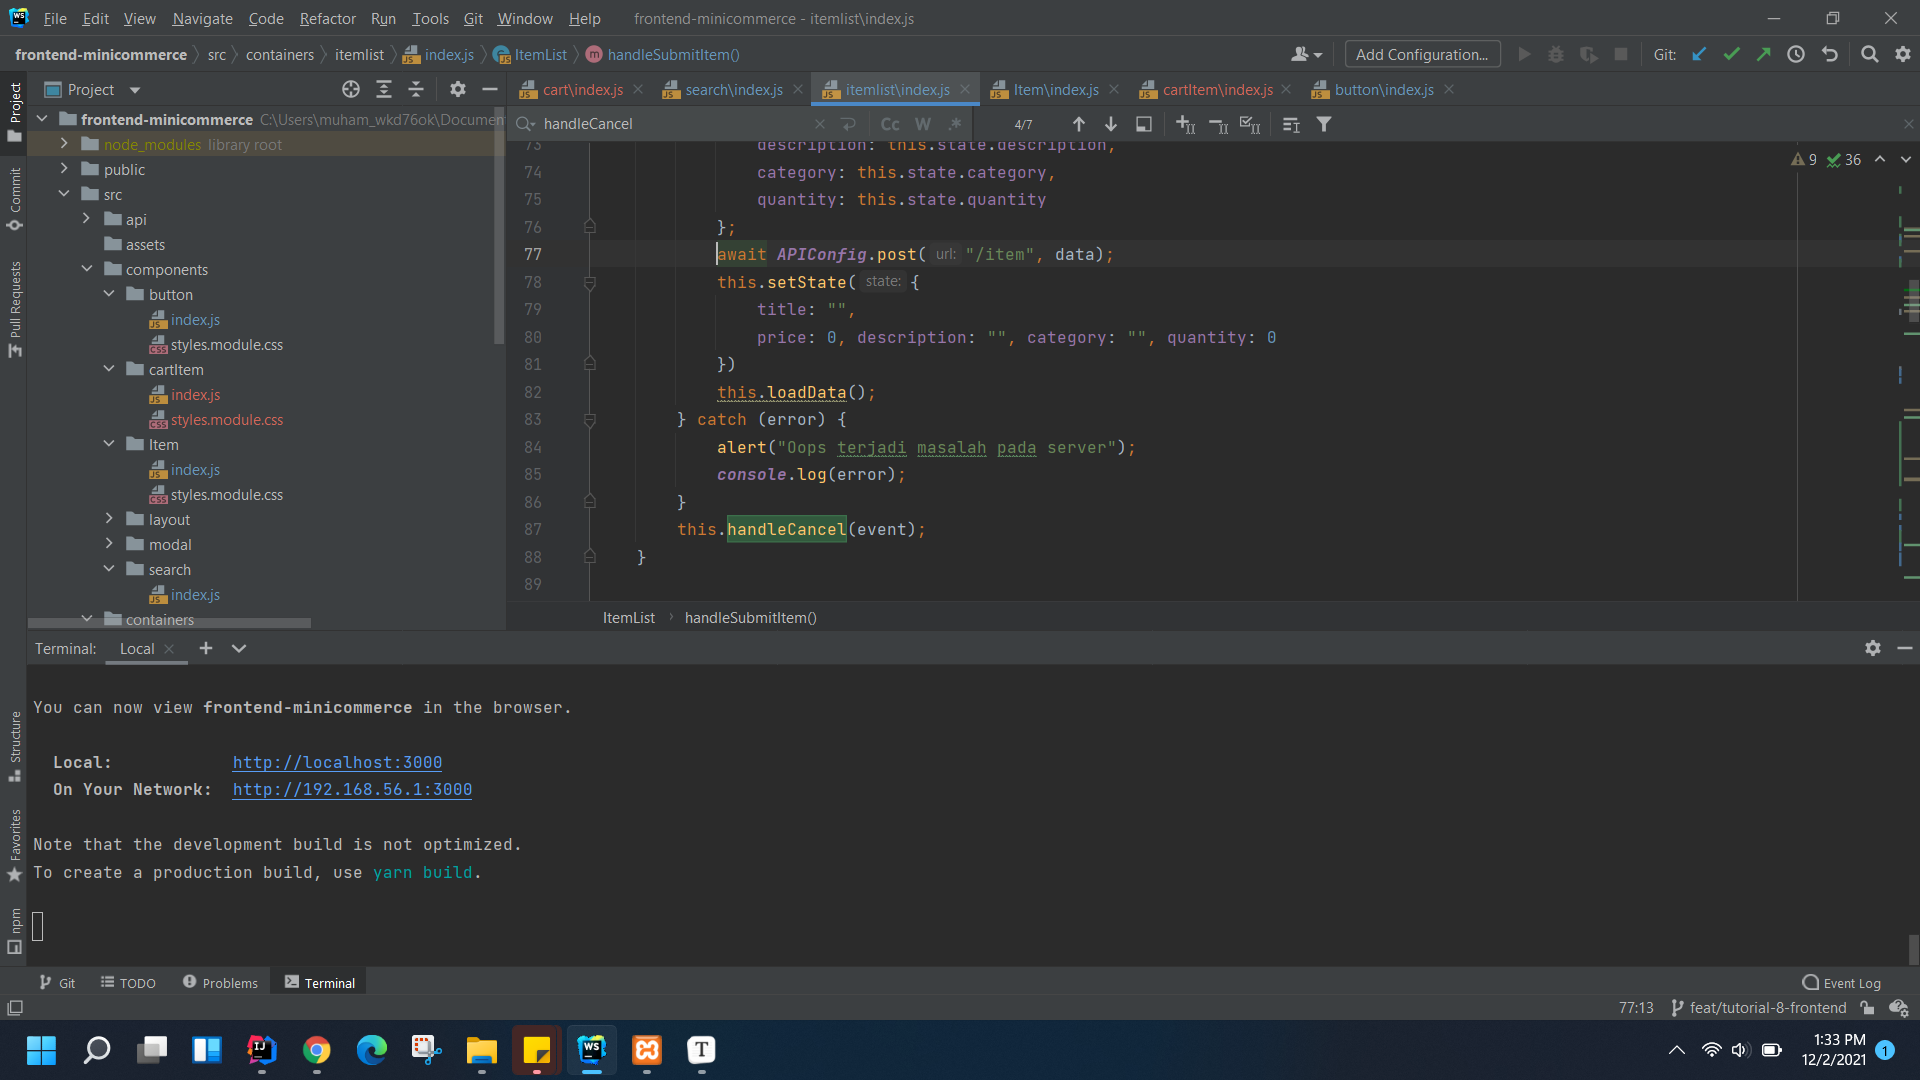 File Edit View Navigate Code Refactor Run Tools Git Window Help frontend-minicommerce - itemlist\index.js
frontend-minicommerce src containers itemlist index.js ItemList handleSubmitItem() Add Configuration... Git:
Project
cart\index.js search\index.js itemlist\index.js Item\index.js cartItem\index.js button\index.js
frontend-minicommerce C:\Users\muham_wkd76ok\Documen
node_modules library root
public
src
api
assets
components
button
index.js
styles.module.css
cartItem
index.js
styles.module.css
Item
index.js
styles.module.css
layout
modal
search
index.js
containers
handleCancel Cc W .* 4/7
9 36
73 description: this.state.description,
74 category: this.state.category,
75 quantity: this.state.quantity
76 };
77 await APIConfig.post( url: "/item", data);
78 this.setState( state: {
79 title: "",
80 price: 0, description: "", category: "", quantity: 0
81 })
82 this.loadData();
83 } catch (error) {
84 alert("Oops terjadi masalah pada server");
85 console.log(error);
86 }
87 this.handleCancel(event);
88 }
89
ItemList handleSubmitItem()
Project
Commit
Pull Requests
Structure
Favorites
npm
Terminal: Local
You can now view frontend-minicommerce in the browser.
Local: http://localhost:3000
On Your Network: http://192.168.56.1:3000
Note that the development build is not optimized.
To create a production build, use yarn build.
Git TODO Problems Terminal Event Log
77:13 feat/tutorial-8-frontend
1:33 PM
12/2/2021
1